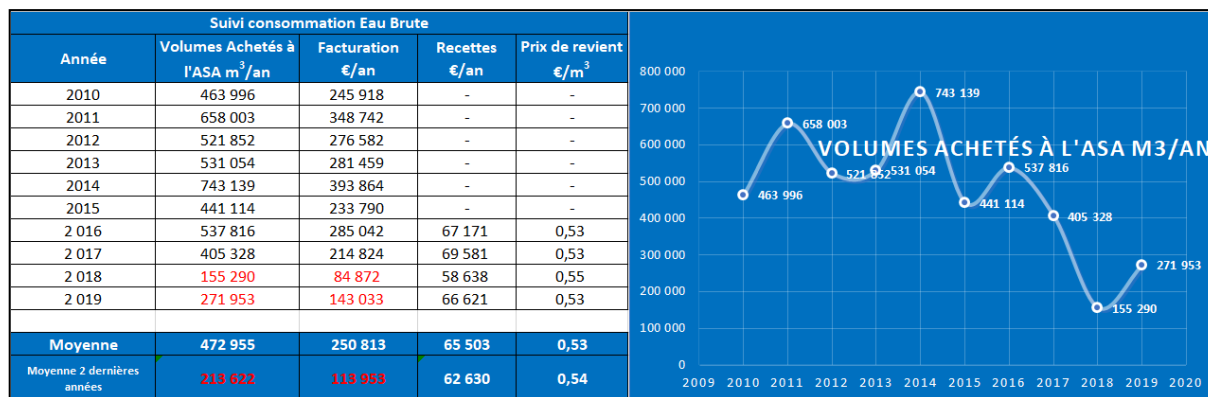 Suivi consommation Eau Brute
Année Volumes Achetés à l'ASA m³/an Facturation €/an Recettes €/an Prix de revient €/m³
2010 463 996 245 918 - -
2011 658 003 348 742 - -
2012 521 852 276 582 - -
2013 531 054 281 459 - -
2014 743 139 393 864 - -
2015 441 114 233 790 - -
2 016 537 816 285 042 67 171 0,53
2 017 405 328 214 824 69 581 0,53
2 018 155 290 84 872 58 638 0,55
2 019 271 953 143 033 66 621 0,53
Moyenne 472 955 250 813 65 503 0,53
Moyenne 2 dernières années 213 622 113 953 62 630 0,54
VOLUMES ACHETÉS À L'ASA M3/AN
800 000
700 000
600 000
500 000
400 000
300 000
200 000
100 000
0
463 996
658 003
521 852
531 054
743 139
441 114
537 816
405 328
155 290
271 953
2009 2010 2011 2012 2013 2014 2015 2016 2017 2018 2019 2020